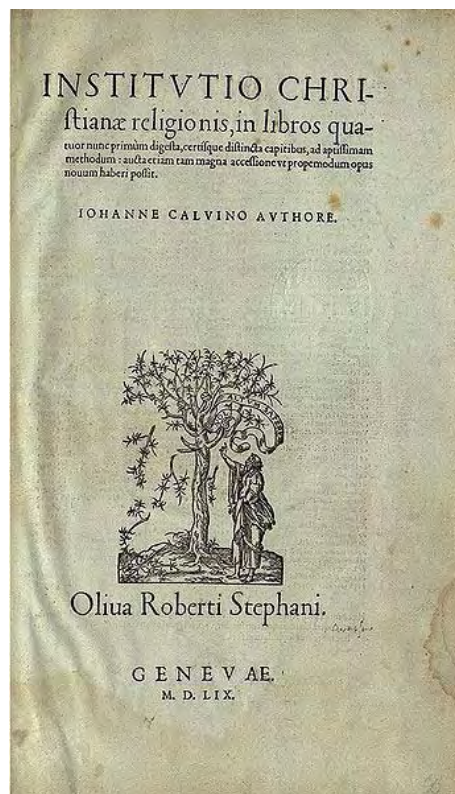 INSTITVTIO CHRI-
stianæ religionis, in libros qua-
tuor nunc primùm digesta, certísque distincta capitibus, ad aptissimam
methodum: aucta etiam tam magna accessione vt propemodum opus
nouum haberi possit.
IOHANNE CALVINO AVTHORE.
Oliua Roberti Stephani.
GENEVAE.
M. D. LIX.